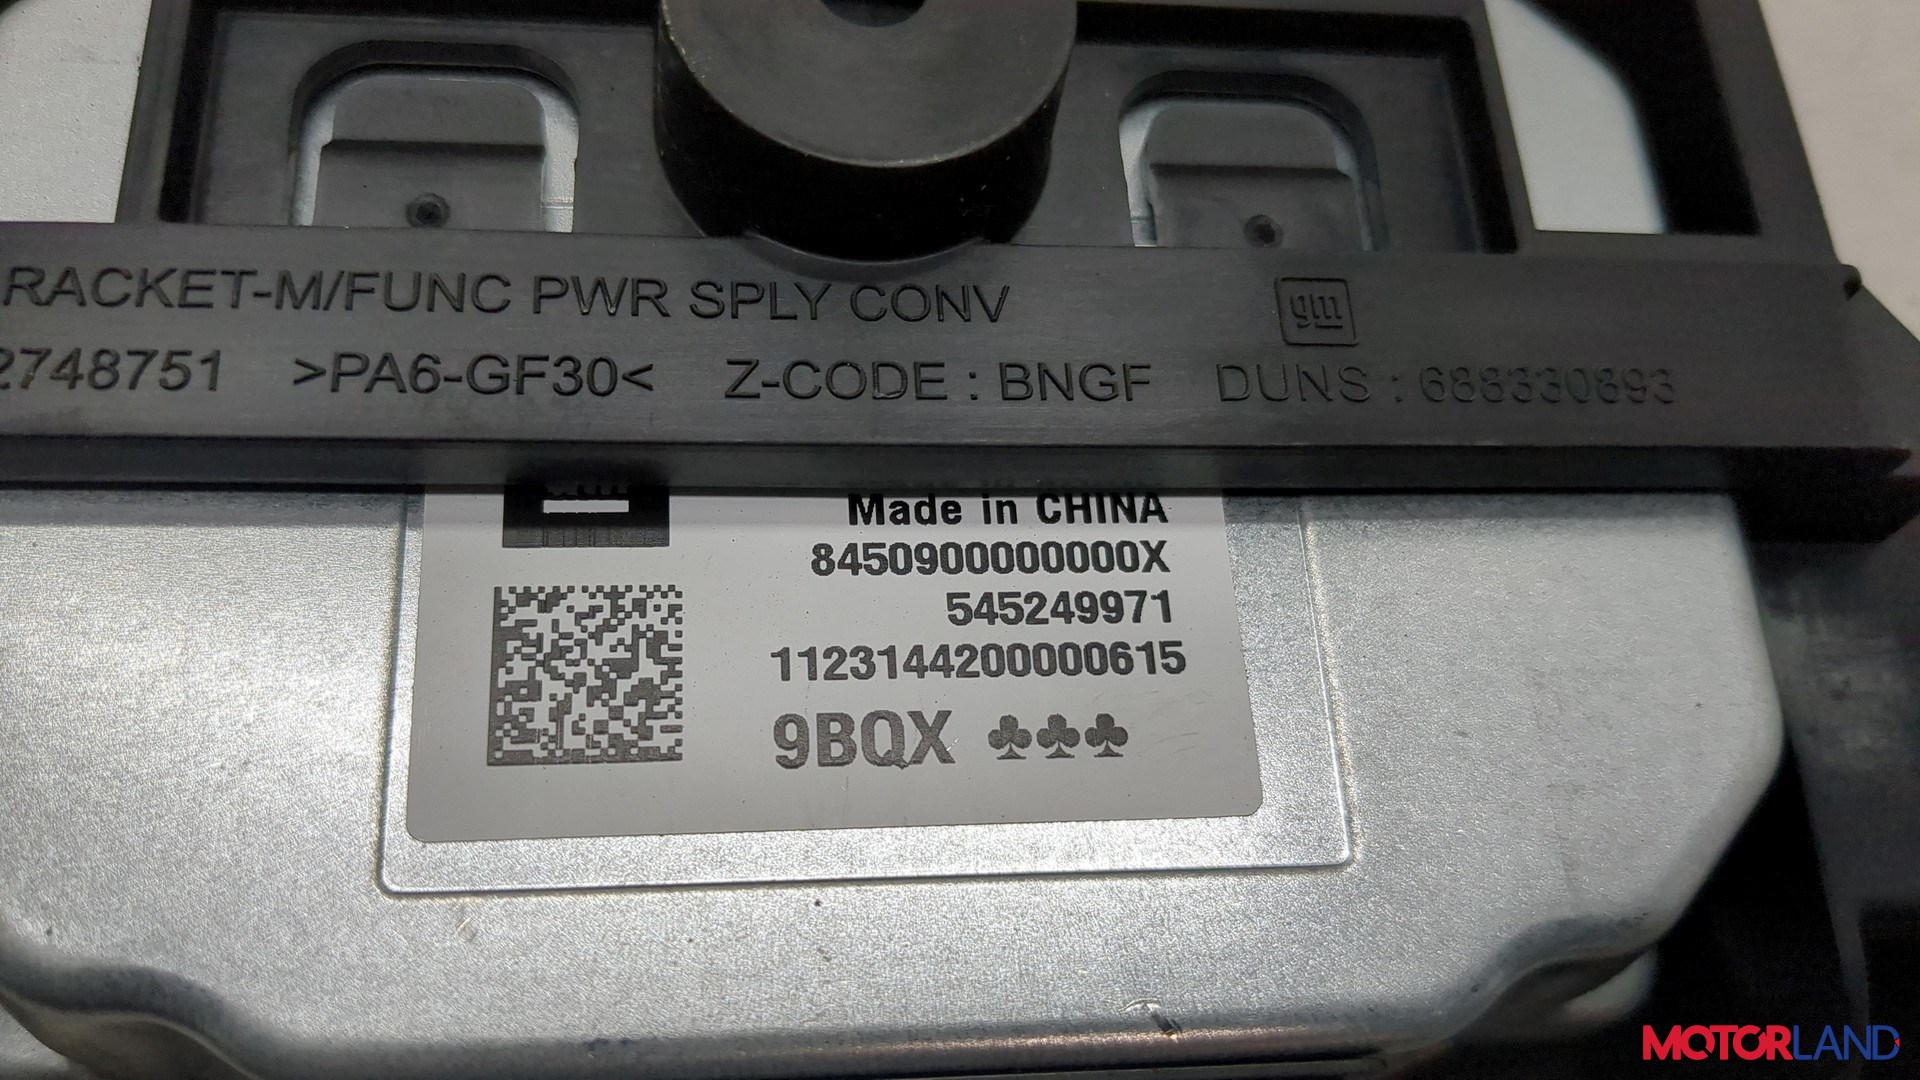 RACKET-M/FUNC PWR SPLY CONV gm
2748751 >PA6-GF30< Z-CODE : BNGF DUNS : 688330893
Made in CHINA
8450900000000X
545249971
1123144200000615
9BQX ♣♣♣
MOTORLAND